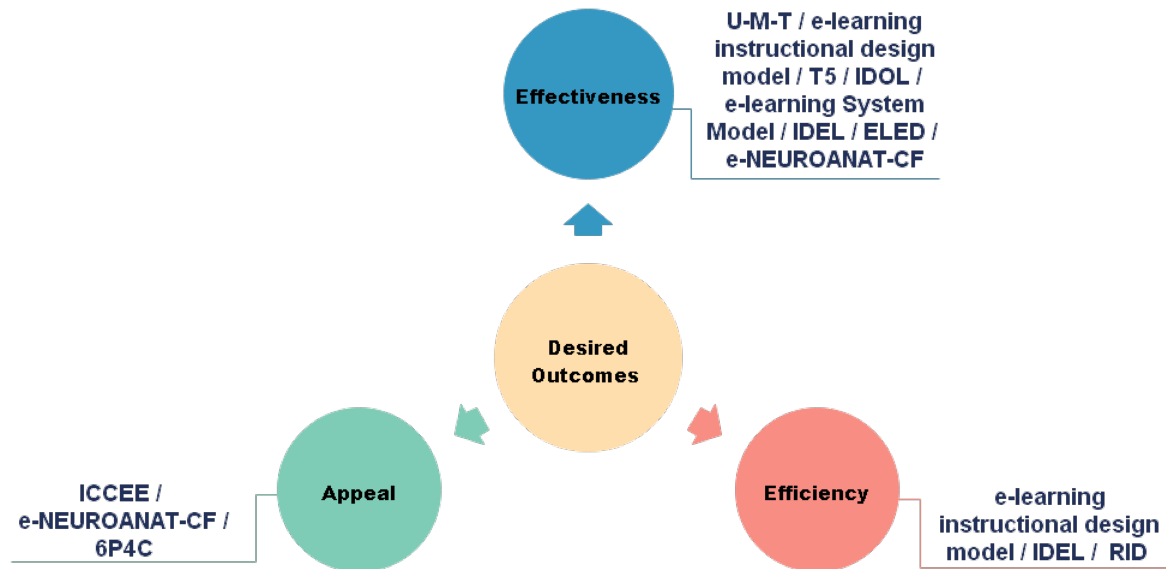 U-M-T / e-learning
instructional design
model / T5 / IDOL /
e-learning System
Model / IDEL / ELED /
e-NEUROANAT-CF
Effectiveness
Desired
Outcomes
Appeal
ICCEE /
e-NEUROANAT-CF /
6P4C
Efficiency
e-learning
instructional design
model / IDEL / RID